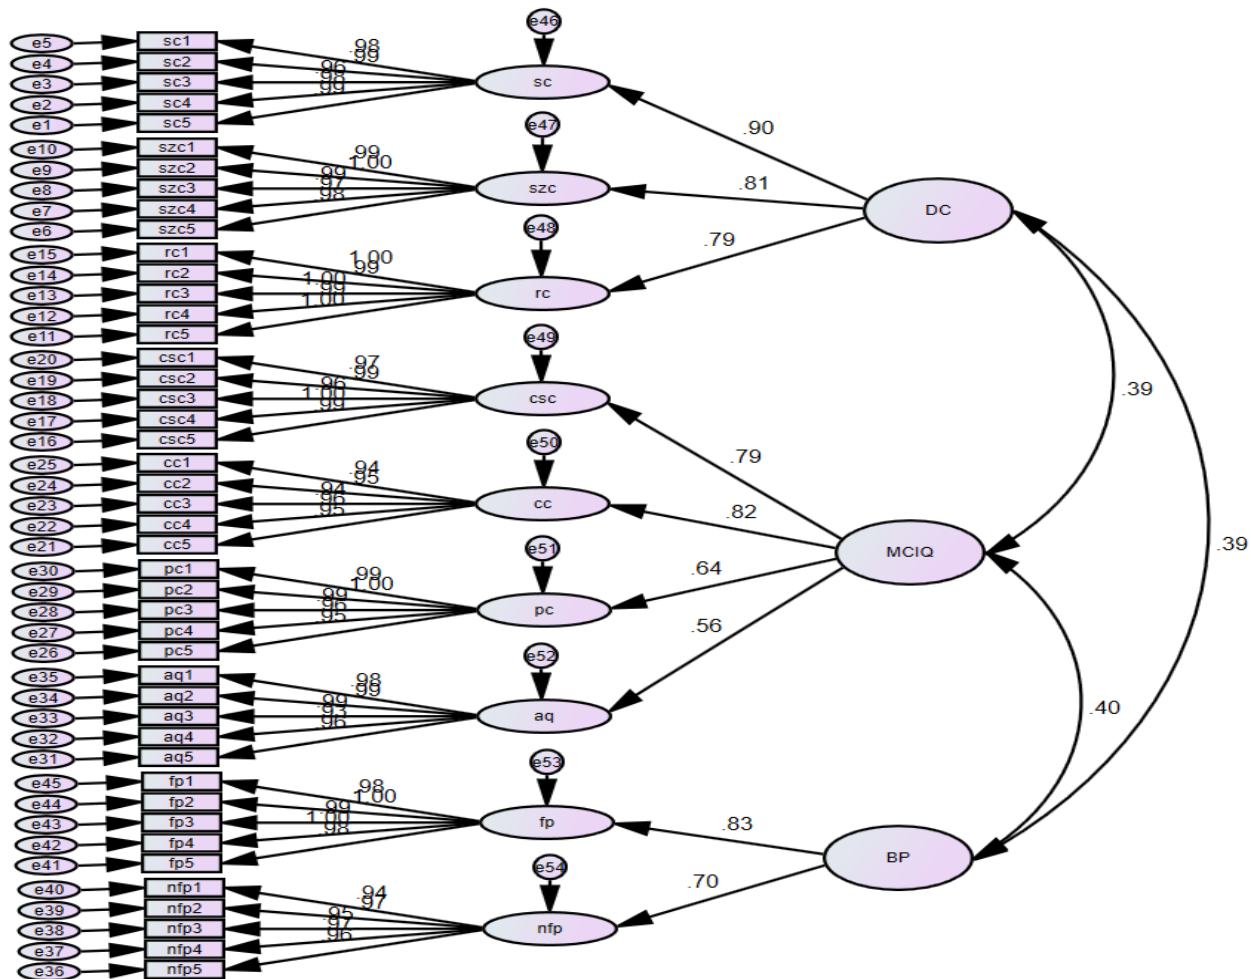 e46
e5 sc1 .98
e4 sc2 .99
e3 sc3 .96 sc
e2 sc4
e1 sc5 .99
.90
e47
e10 szc1 .99
e9 szc2 1.00
e8 szc3 .99 szc
e7 szc4 .97
e6 szc5 .98
.81
DC
e48
.79
e15 rc1 1.00
e14 rc2 .99
e13 rc3 1.00 rc
e12 rc4 .99
e11 rc5 1.00
e49
e20 csc1 .97
e19 csc2 .99
e18 csc3 .96 csc
e17 csc4 1.00
e16 csc5 .99
.39
.79
e50
e25 cc1 .94
e24 cc2 .95
e23 cc3 .94 cc
e22 cc4 .96
e21 cc5 .95
.82
MCIQ
.39
e51
.64
e30 pc1 .99
e29 pc2 1.00
e28 pc3 .99 pc
e27 pc4 .96
e26 pc5 .95
.56
e52
e35 aq1 .98
e34 aq2 .99
e33 aq3 .99 aq
e32 aq4 .93
e31 aq5 .96
.40
e53
e45 fp1 .98
e44 fp2 1.00
e43 fp3 .99 fp
e42 fp4 1.00
e41 fp5 .98
.83
BP
e54
.70
e40 nfp1 .94
e39 nfp2 .97
e38 nfp3 .95 nfp
e37 nfp4 .97
e36 nfp5 .96